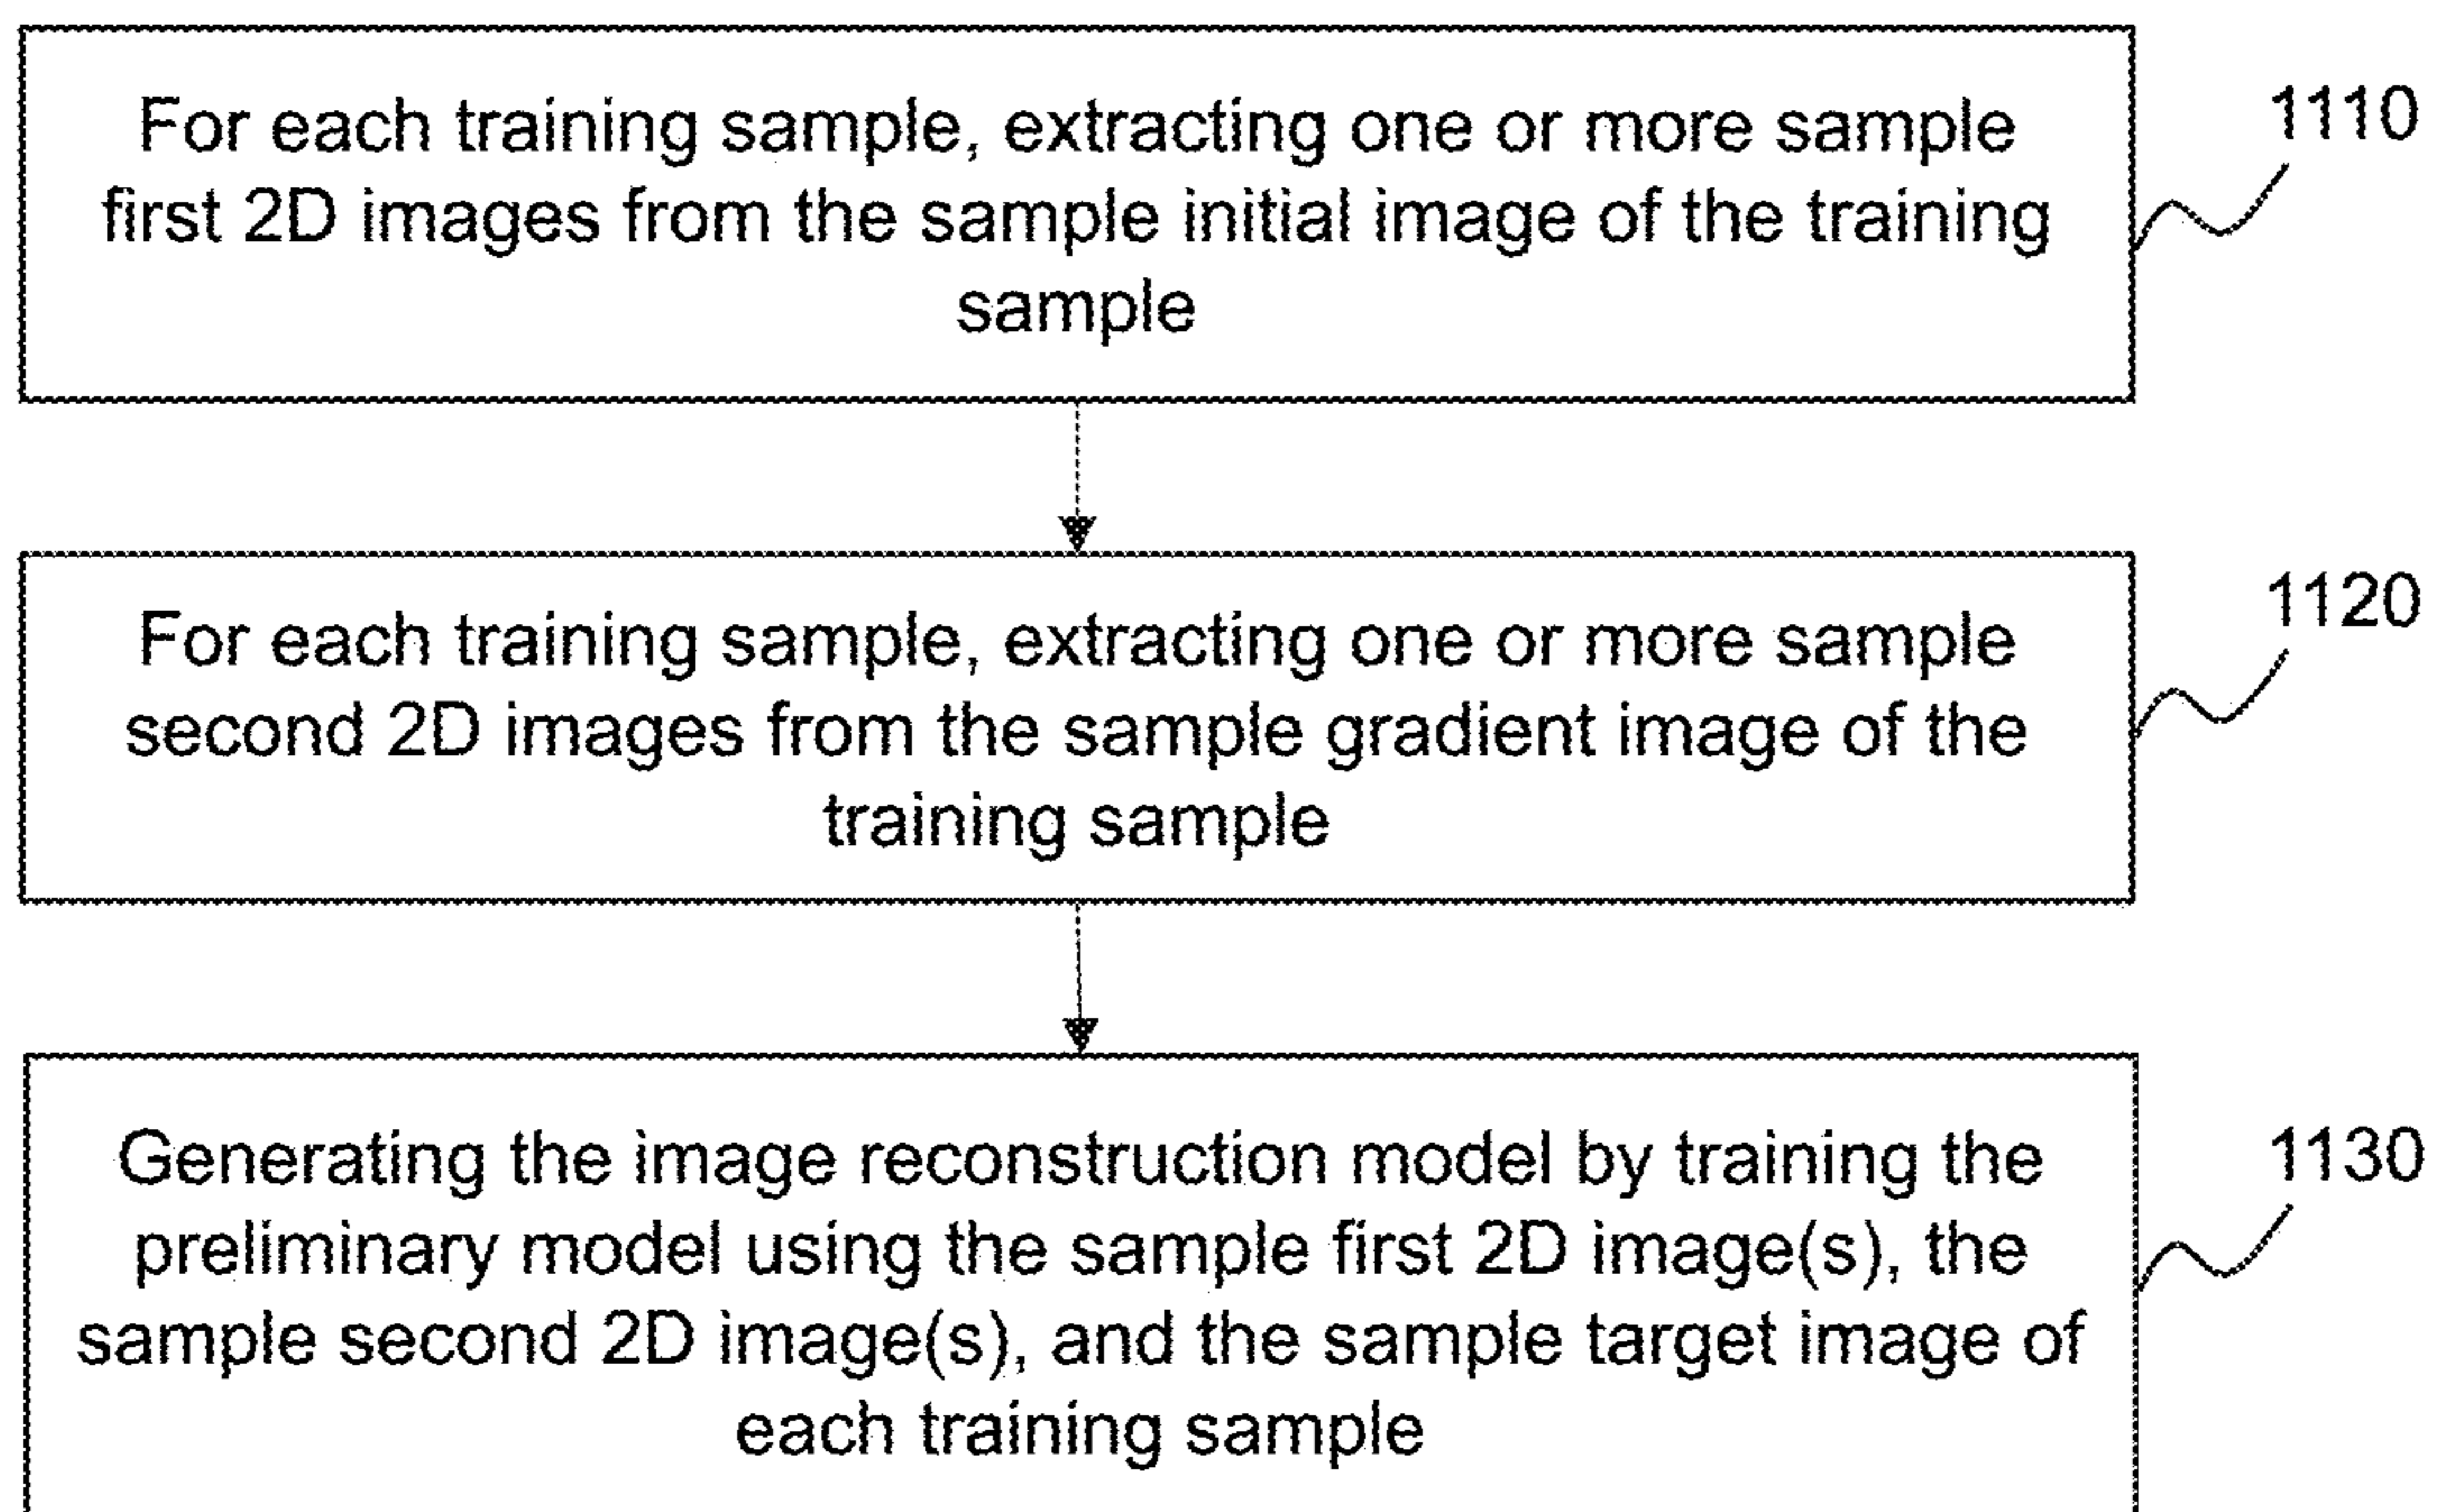 For each training sample, extracting one or more sample
first 2D images from the sample initial image of the training
sample
1110
For each training sample, extracting one or more sample
second 2D images from the sample gradient image of the
training sample
1120
Generating the image reconstruction model by training the
preliminary model using the sample first 2D image(s), the
sample second 2D image(s), and the sample target image of
each training sample
1130